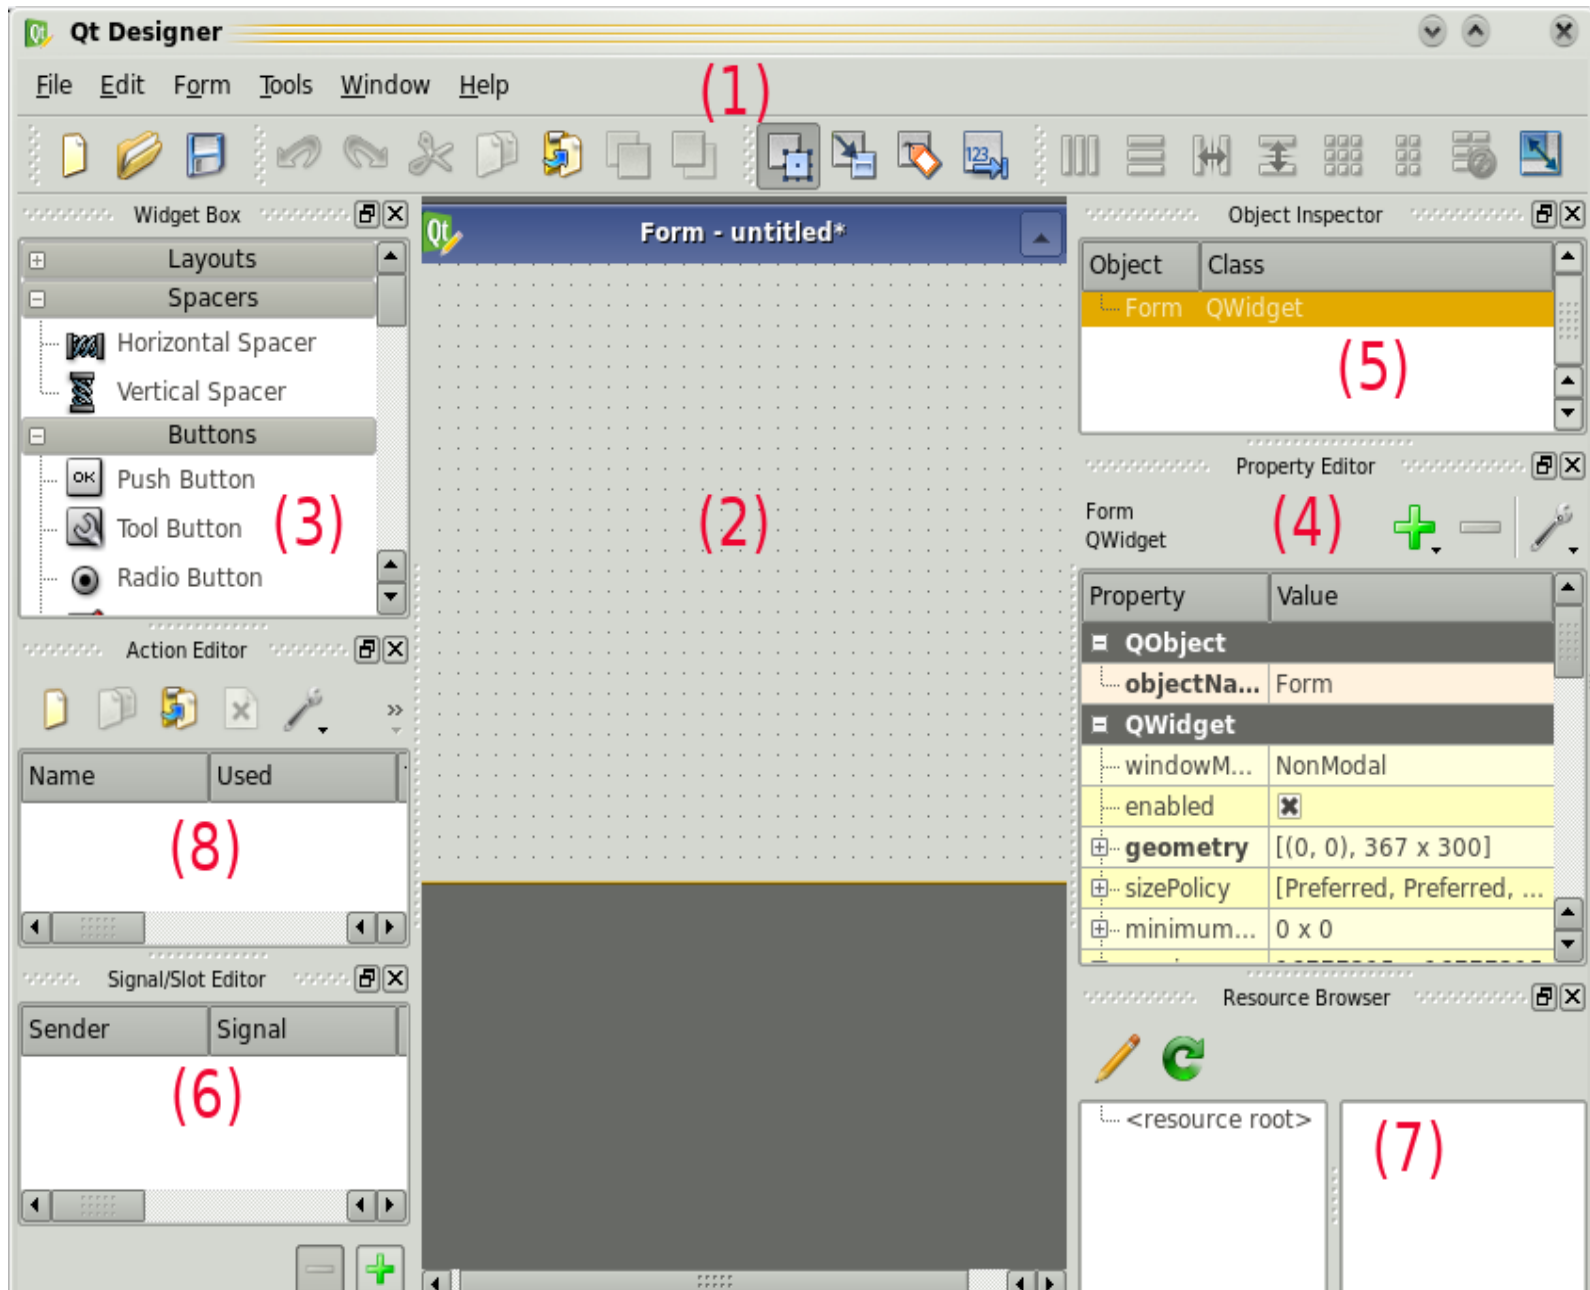 Qt Designer
File Edit Form Tools Window Help
(1)
123
Widget Box
Layouts
Spacers
Horizontal Spacer
Vertical Spacer
Buttons
OK Push Button
Tool Button
Radio Button
(3)
Action Editor
Name Used
(8)
Signal/Slot Editor
Sender Signal
(6)
Qt Form - untitled*
(2)
Object Inspector
Object Class
Form QWidget
(5)
Property Editor
Form
QWidget
(4)
Property Value
QObject
objectNa... Form
QWidget
windowM... NonModal
enabled
geometry [(0, 0), 367 x 300]
sizePolicy [Preferred, Preferred, ...
minimum... 0 x 0
Resource Browser
<resource root>
(7)